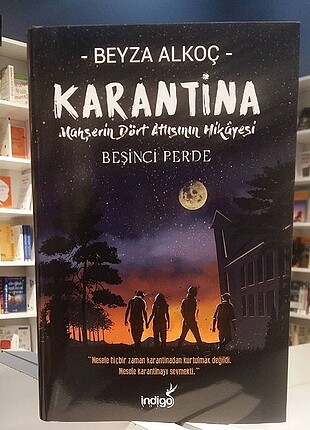 - BEYZA ALKOÇ -
KARANTİNA
Mahşerin Dört Atlısının Hikâyesi
BEŞİNCİ PERDE
"Mesele hiçbir zaman karantinadan kurtulmak değildi.
Mesele karantinayı sevmekti."
indigo